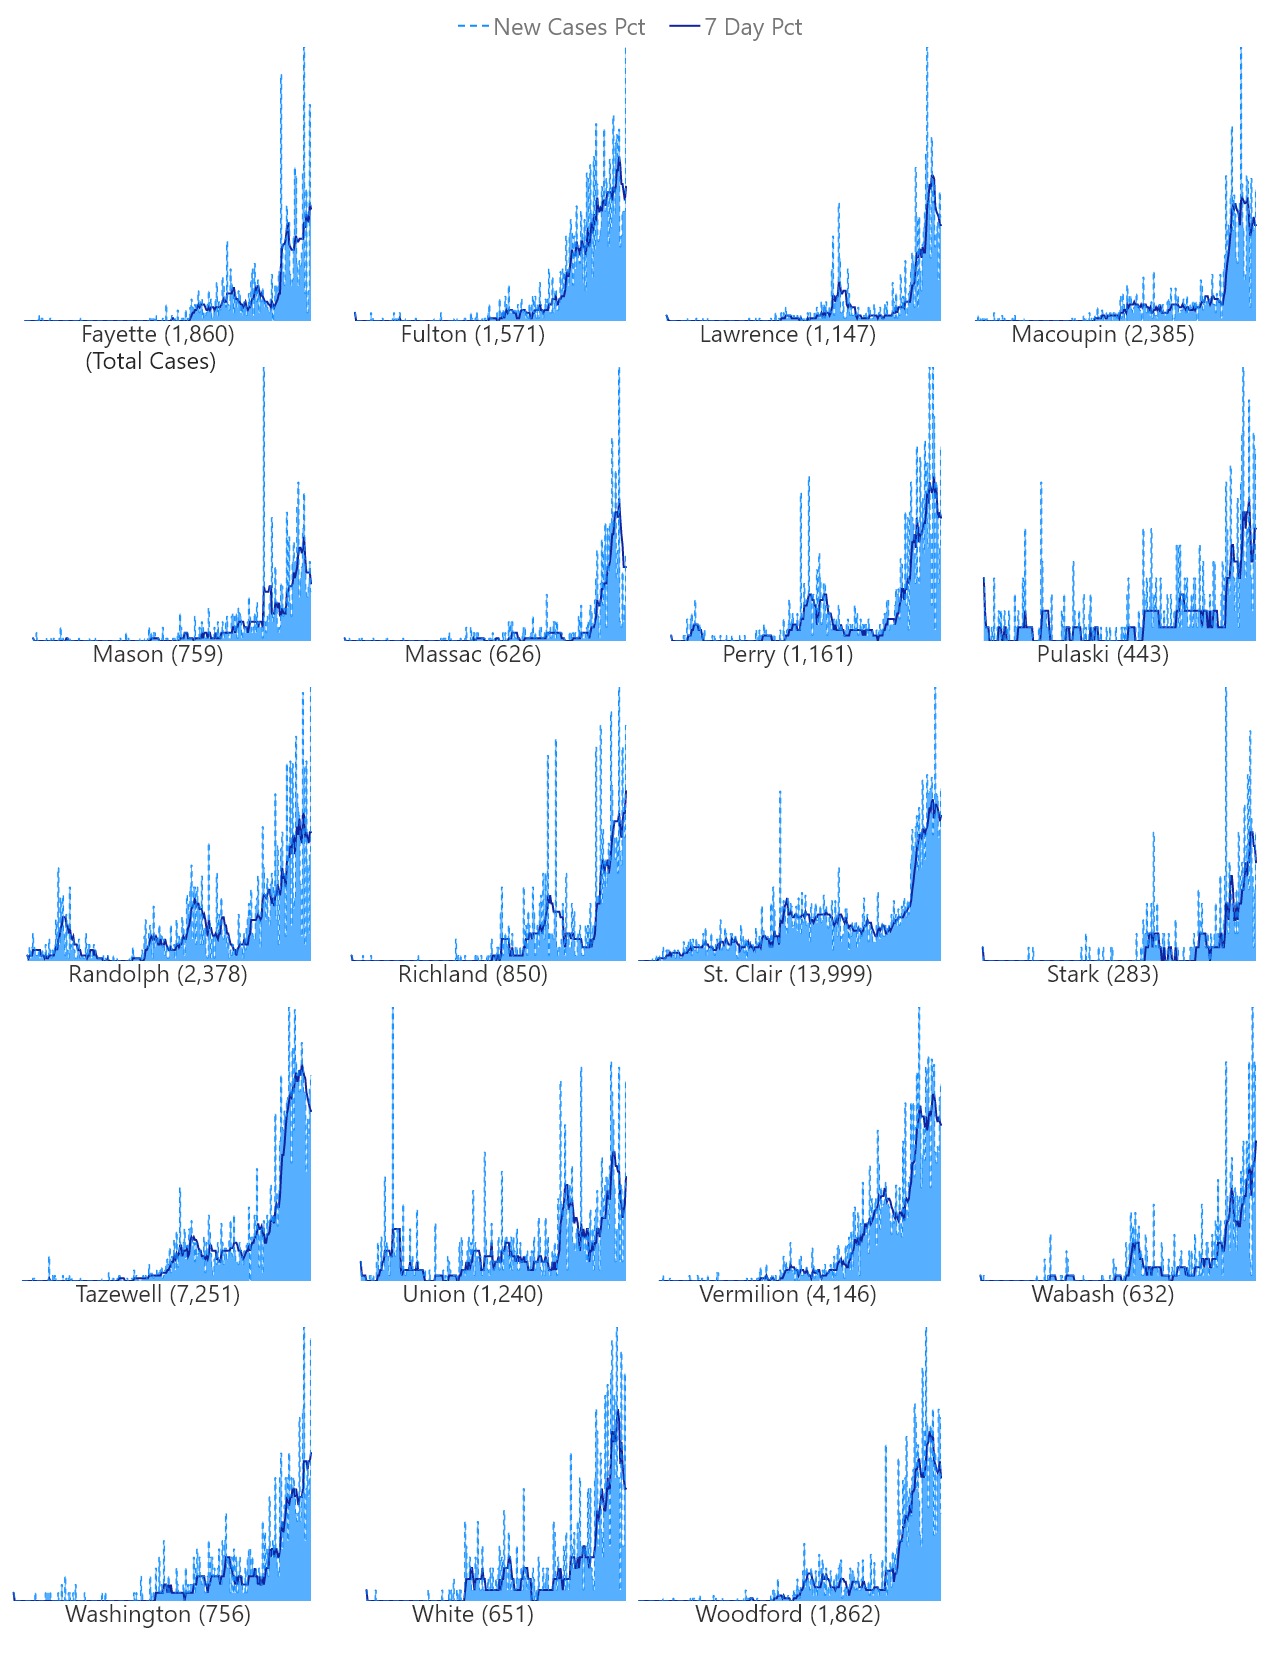 New Cases Pct 7 Day Pct
Fayette (1,860) Fulton (1,571) Lawrence (1,147) Macoupin (2,385)
(Total Cases)
Mason (759) Massac (626) Perry (1,161) Pulaski (443)
Randolph (2,378) Richland (850) St. Clair (13,999) Stark (283)
Tazewell (7,251) Union (1,240) Vermilion (4,146) Wabash (632)
Washington (756) White (651) Woodford (1,862)